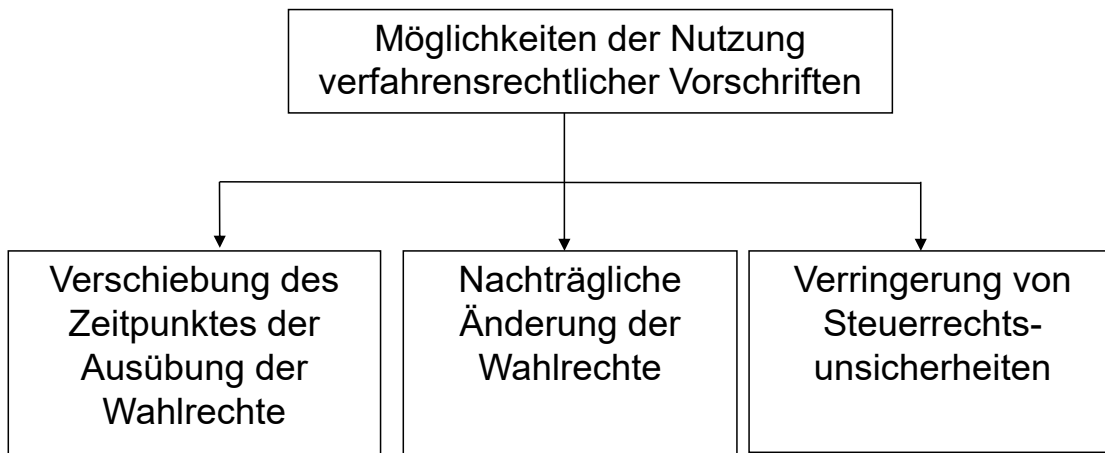 Möglichkeiten der Nutzung
verfahrensrechtlicher Vorschriften
Verschiebung des
Zeitpunktes der
Ausübung der
Wahlrechte
Nachträgliche
Änderung der
Wahlrechte
Verringerung von
Steuerrechts-
unsicherheiten